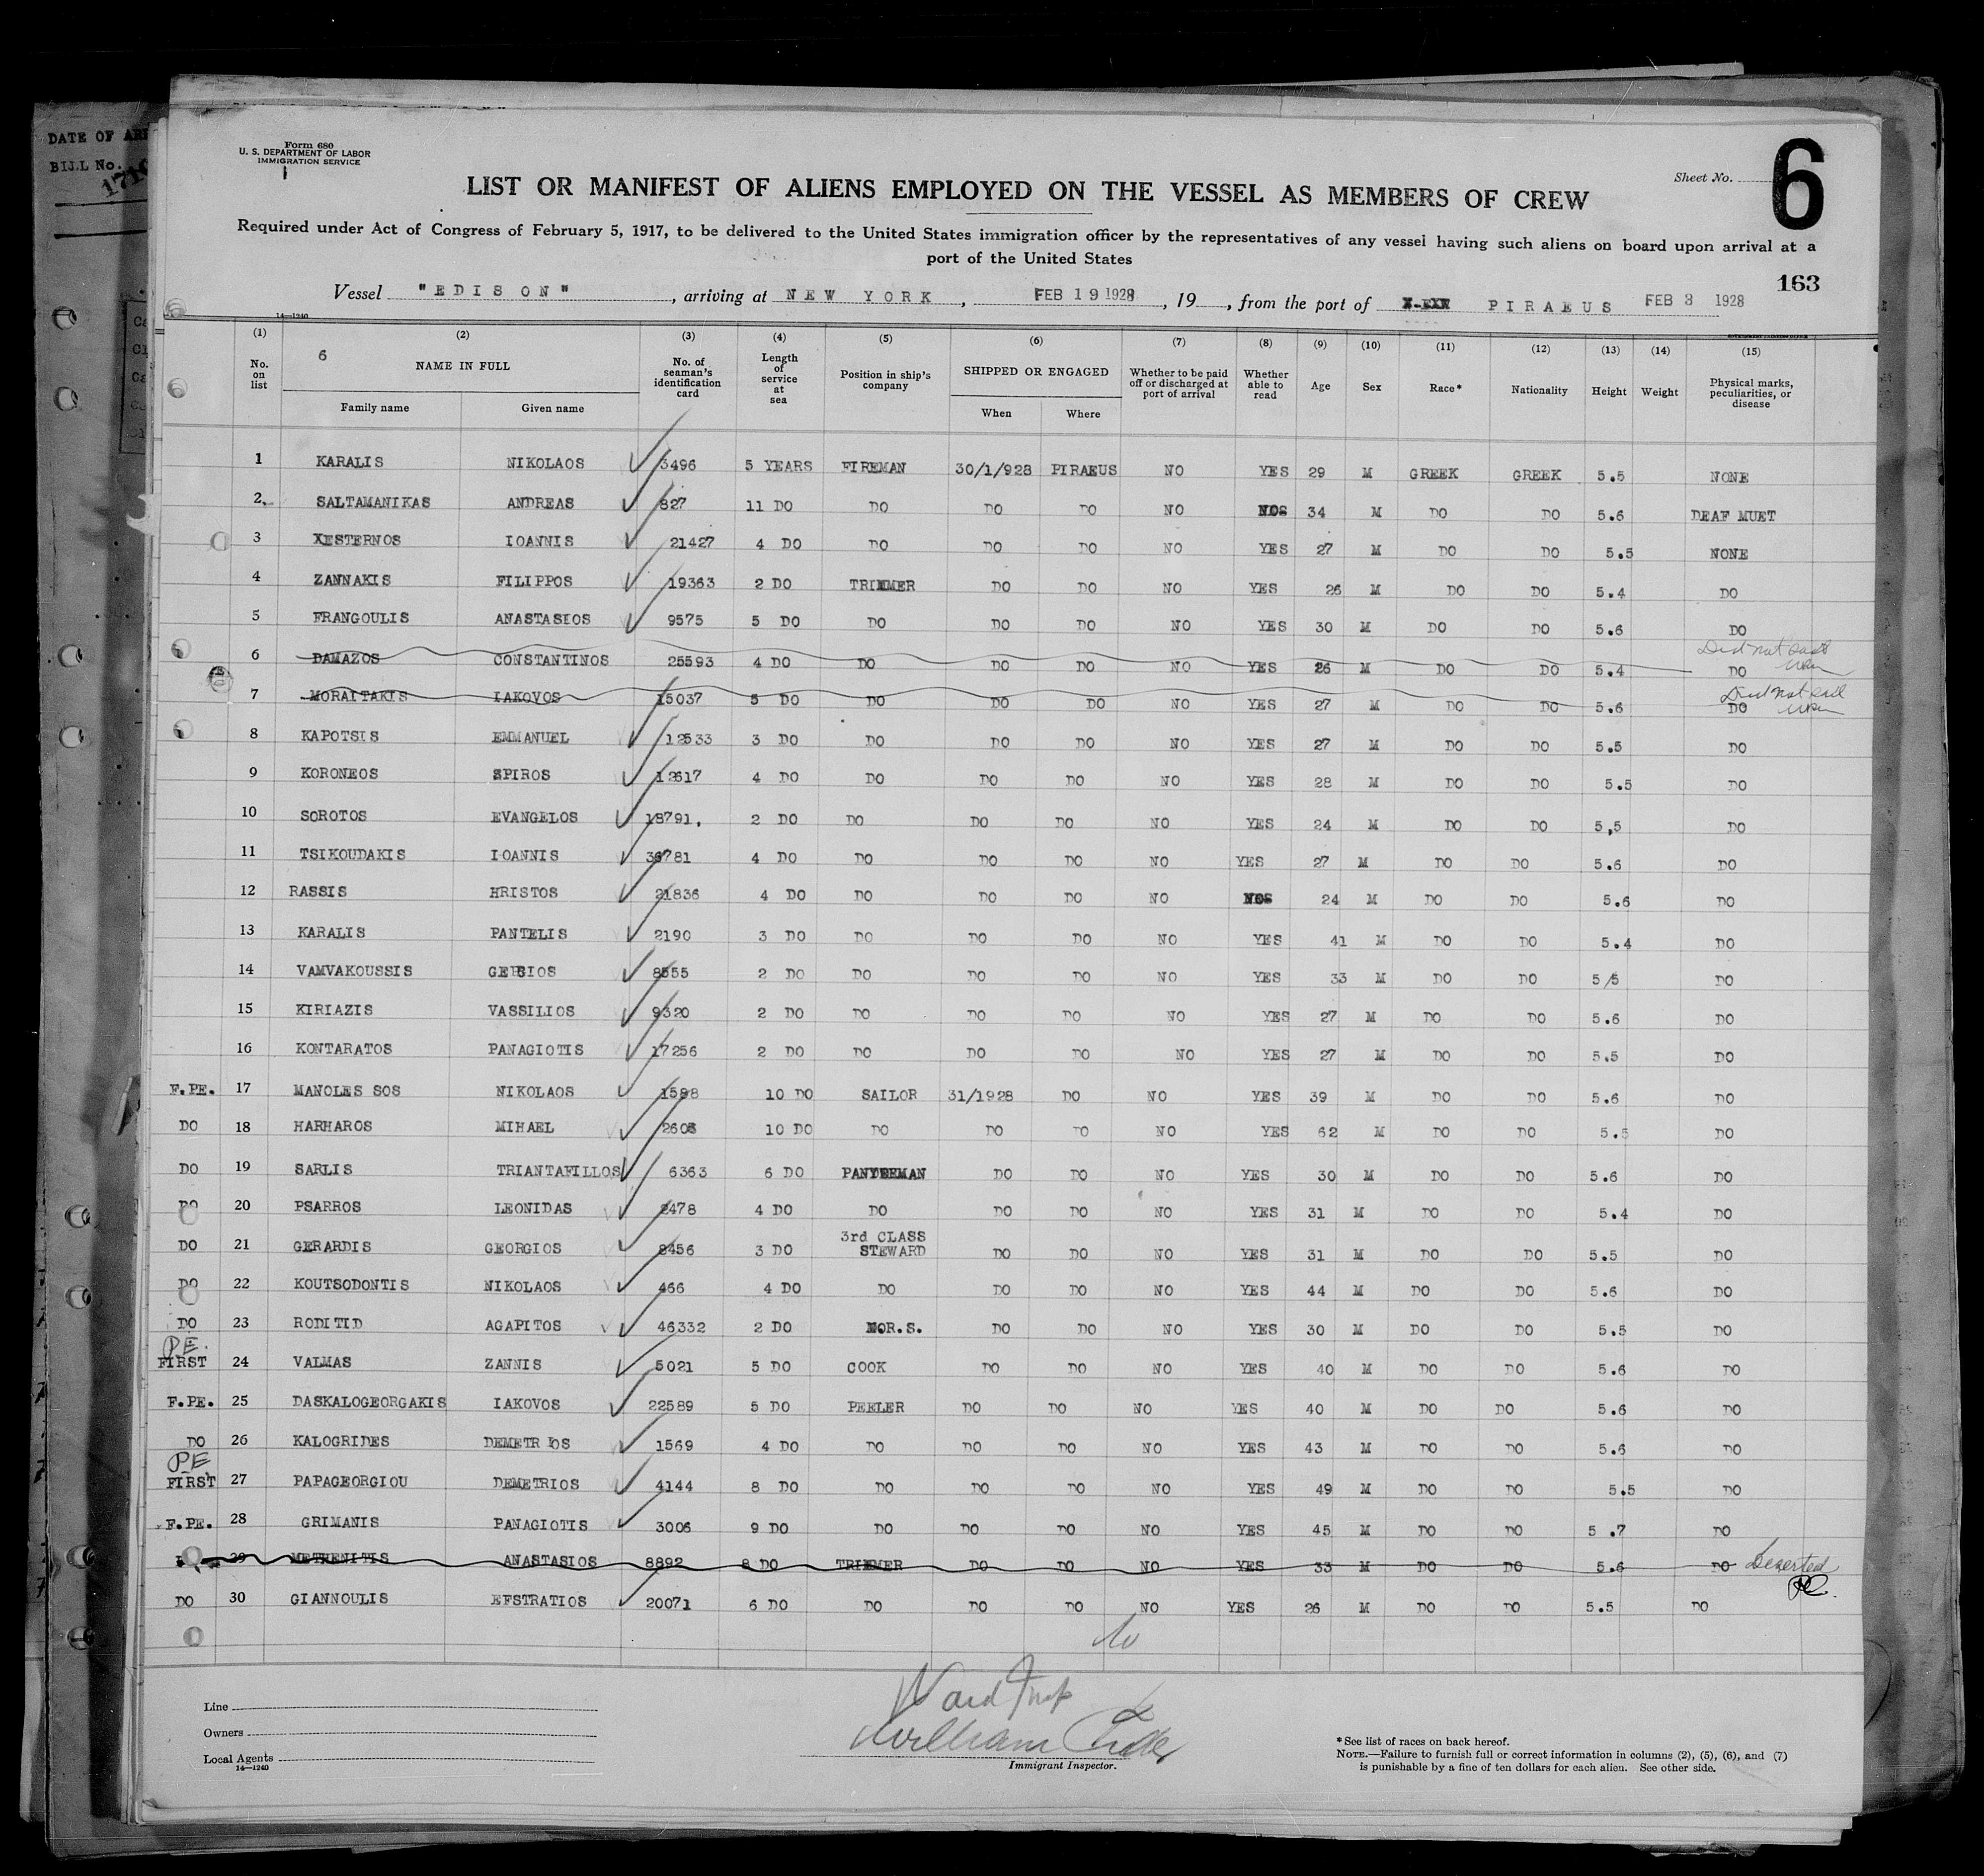 DATE OF
BILL No.
Form 680
U. S. DEPARTMENT OF LABOR
IMMIGRATION SERVICE
Sheet No. 6
LIST OR MANIFEST OF ALIENS EMPLOYED ON THE VESSEL AS MEMBERS OF CREW
Required under Act of Congress of February 5, 1917, to be delivered to the United States immigration officer by the representatives of any vessel having such aliens on board upon arrival at a
port of the United States
163
Vessel "EDISON", arriving at NEW YORK, FEB 19 1928, 19, from the port of PIRAEUS FEB 3 1928
14—1240
(1) (2) (3) (4) (5) (6) (7) (8) (9) (10) (11) (12) (13) (14) (15)
6
No. on list NAME IN FULL Family name Given name No. of seaman's identification card Length of service at sea Position in ship's company SHIPPED OR ENGAGED When Where Whether to be paid off or discharged at port of arrival Whether able to read Age Sex Race* Nationality Height Weight Physical marks, peculiarities, or disease
1 KARALIS NIKOLAOS 3496 5 YEARS FIREMAN 30/1/928 PIRAEUS NO YES 29 M GREEK GREEK 5.5 NONE
2 SALTAMANIKAS ANDREAS 827 11 DO DO DO DO NO 34 M DO DO 5.6 DEAF MUET
3 XESTERNOS IOANNIS 21427 4 DO DO DO DO NO YES 27 M DO DO 5.5 NONE
4 ZANNAKIS FILIPPOS 19363 2 DO TRIMMER DO DO NO YES 26 M DO DO 5.4 DO
5 FRANGOULIS ANASTASIOS 9575 5 DO DO DO DO NO YES 30 M DO DO 5.6 DO
6 DAMAZOS CONSTANTINOS 25593 4 DO DO DO DO NO YES 26 M DO DO 5.4 DO Did not sail
7 MORAITAKIS IAKOVOS 15037 5 DO DO DO DO NO YES 27 M DO DO 5.6 DO Did not sail
8 KAPOTSIS EMMANUEL 12533 3 DO DO DO DO NO YES 27 M DO DO 5.5 DO
9 KORONEOS SPIROS 12617 4 DO DO DO DO NO YES 28 M DO DO 5.5 DO
10 SOROTOS EVANGELOS 18791. 2 DO DO DO DO NO YES 24 M DO DO 5,5 DO
11 TSIKOUDAKIS IOANNIS 36781 4 DO DO DO DO NO YES 27 M DO DO 5.6 DO
12 RASSIS HRISTOS 21836 4 DO DO DO DO NO 24 M DO DO 5.6 DO
13 KARALIS PANTELIS 2190 3 DO DO DO DO NO YES 41 M DO DO 5.4 DO
14 VAMVAKOUSSIS 8555 2 DO DO DO DO NO YES 33 M DO DO 5/5 DO
15 KIRIAZIS VASSILIOS 9320 2 DO DO DO DO NO YES 27 M DO DO 5.6 DO
16 KONTARATOS PANAGIOTIS 17256 2 DO DO DO DO NO YES 27 M DO DO 5.5 DO
F.PE. 17 MANOLES SOS NIKOLAOS 1598 10 DO SAILOR 31/1928 DO NO YES 39 M DO DO 5.6 DO
DO 18 HARHAROS MIHAEL 10 DO DO DO DO NO YES 62 M DO DO 5.5 DO
DO 19 SARLIS TRIANTAFILLOS 6363 6 DO DO DO NO YES 30 M DO DO 5.6 DO
DO 20 PSARROS LEONIDAS 2478 4 DO DO DO DO NO YES 31 M DO DO 5.4 DO
DO 21 GERARDIS GEORGIOS 8456 3 DO 3rd CLASS STEWARD DO DO NO YES 31 M DO DO 5.5 DO
DO 22 KOUTSODONTIS NIKOLAOS 466 4 DO DO DO DO NO YES 44 M DO DO 5.6 DO
DO 23 RODITID AGAPITOS 46332 2 DO NOR.S. DO DO NO YES 30 M DO DO 5.5 DO
P.E.
FIRST 24 VALMAS ZANNIS 5021 5 DO COOK DO DO NO YES 40 M DO DO 5.6 DO
F.PE. 25 DASKALOGEORGAKIS IAKOVOS 22589 5 DO PEELER DO DO NO YES 40 M DO DO 5.6 DO
DO 26 KALOGRIDES DEMETRIOS 1569 4 DO DO DO DO NO YES 43 M DO DO 5.6 DO
PE
FIRST 27 PAPAGEORGIOU DEMETRIOS 4144 8 DO DO DO DO NO YES 49 M DO DO 5.5 DO
F.PE. 28 GRIMANIS PANAGIOTIS 3006 9 DO DO DO DO NO YES 45 M DO DO 5 .7 DO
29 METRENITIS ANASTASIOS 8892 8 DO TRIMMER DO DO NO YES 33 M DO DO 5.6 DO Deserted
DO 30 GIANNOULIS EFSTRATIOS 20071 6 DO DO DO DO NO YES 26 M DO DO 5.5 DO
Line
Owners
Local Agents
14—1240
William
Immigrant Inspector.
*See list of races on back hereof.
NOTE.—Failure to furnish full or correct information in columns (2), (5), (6), and (7)
is punishable by a fine of ten dollars for each alien. See other side.